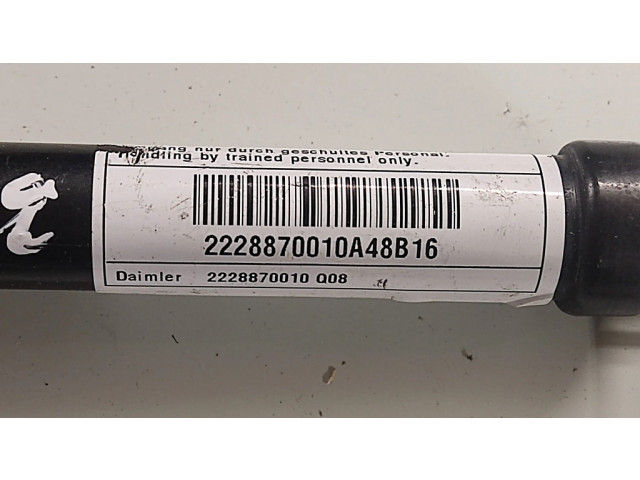 nur durch geschultes Personal.
Handling by trained personnel only.
2228870010A48B16
Daimler 2228870010 Q08